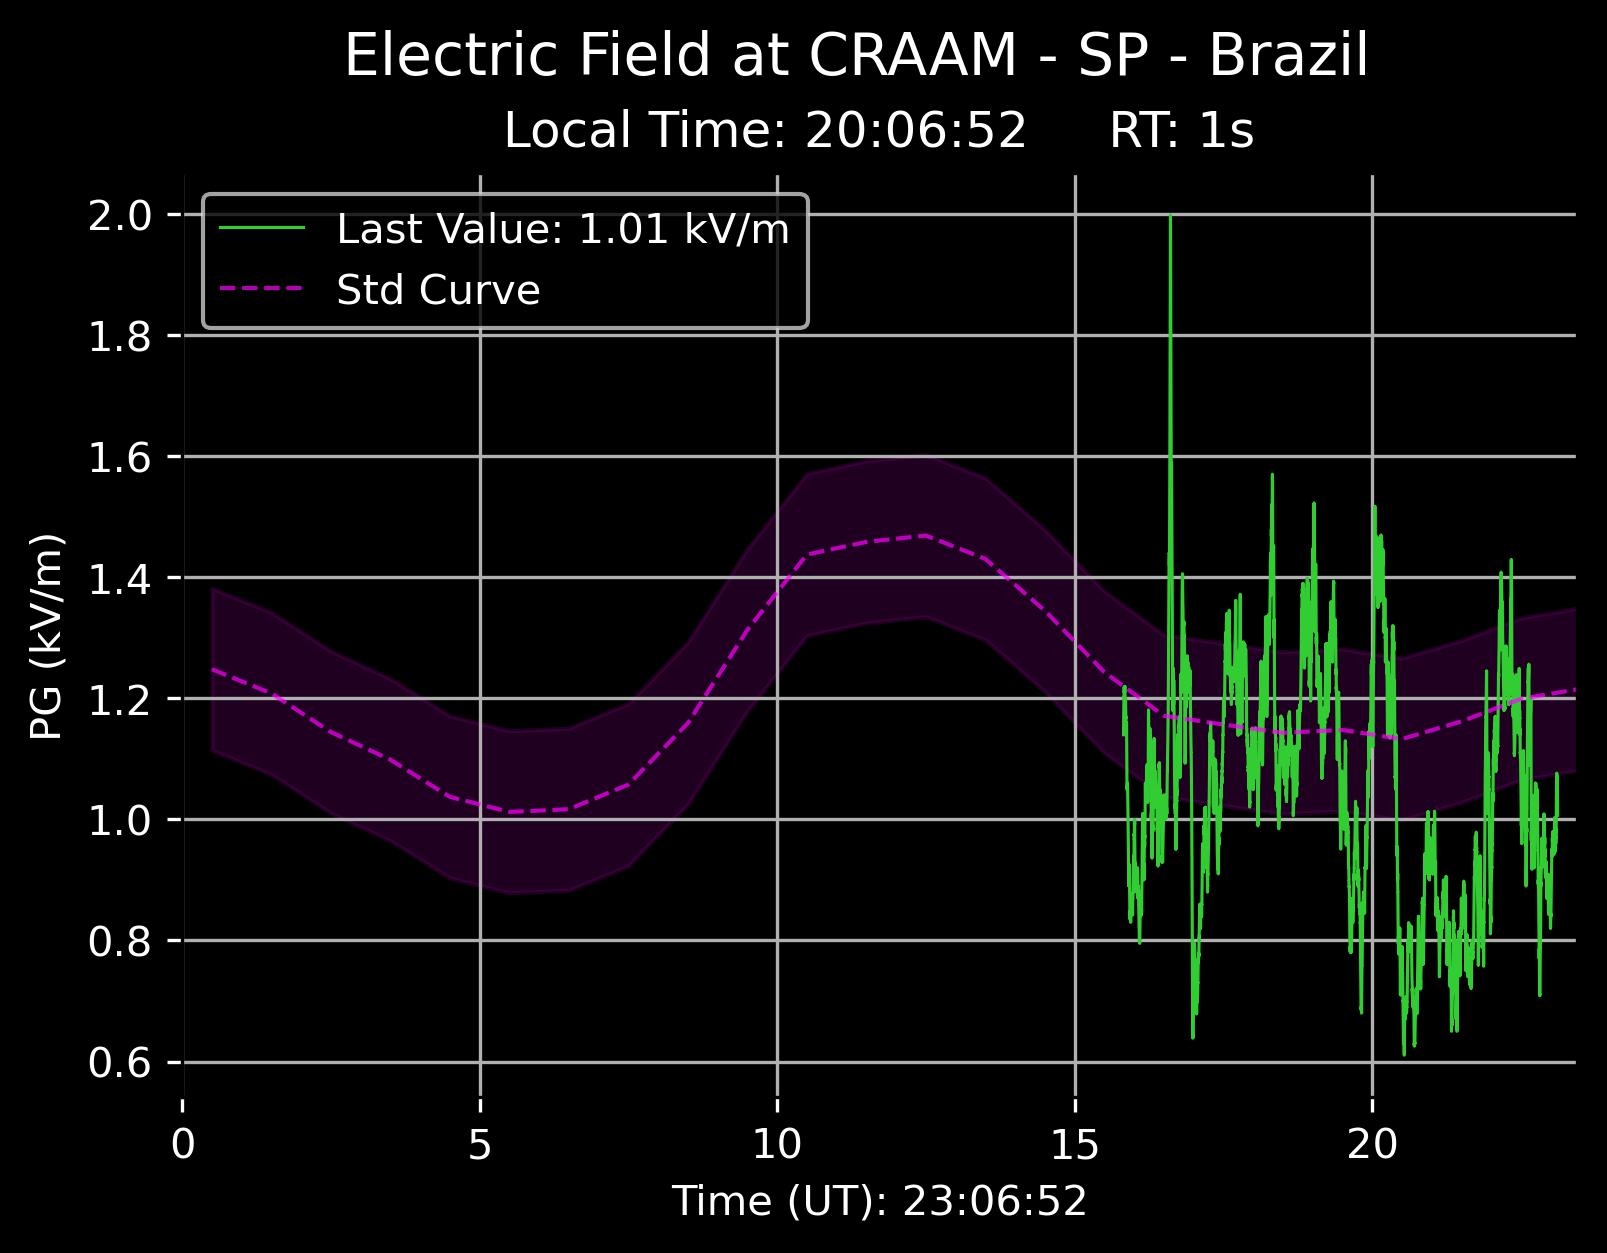 Electric Field at CRAAM - SP - Brazil
Local Time: 20:06:52 RT: 1s
Last Value: 1.01 kV/m
Std Curve
PG (kV/m)
2.0
1.8
1.6
1.4
1.2
1.0
0.8
0.6
0 5 10 15 20
Time (UT): 23:06:52